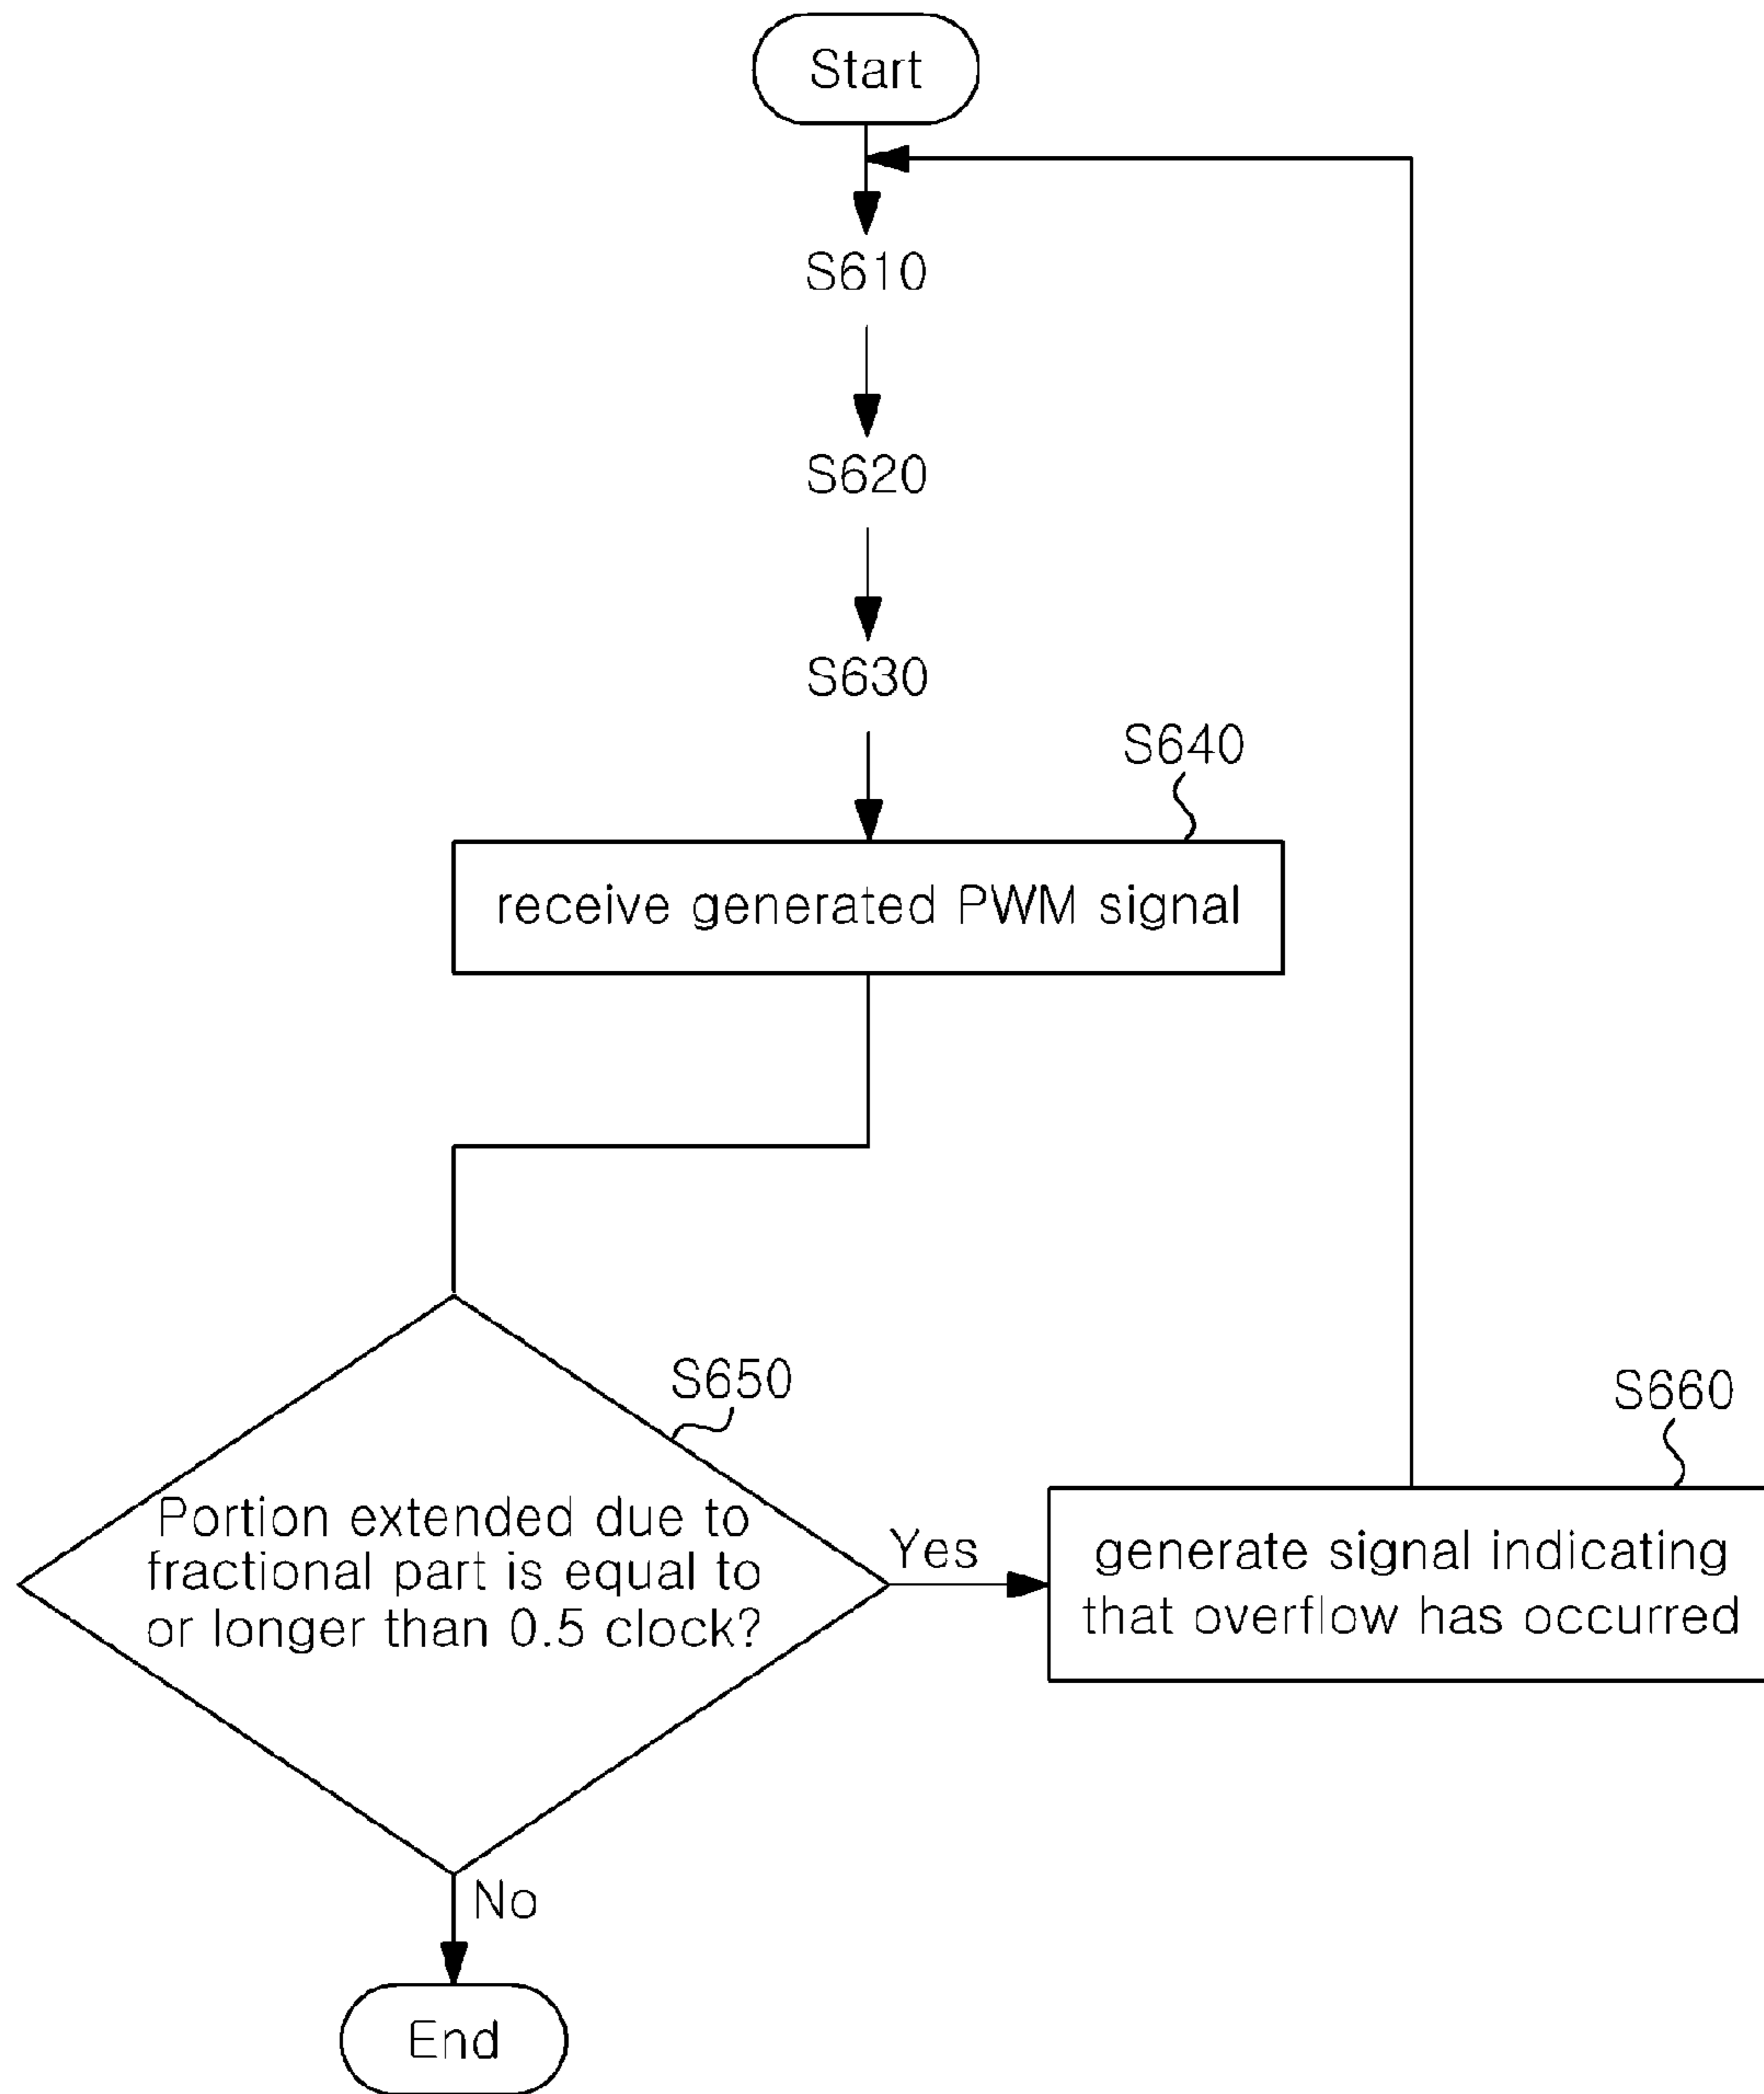 Start
S610
S620
S630
S640
receive generated PWM signal
S650
Portion extended due to
fractional part is equal to
or longer than 0.5 clock?
Yes
S660
generate signal indicating
that overflow has occurred
No
End